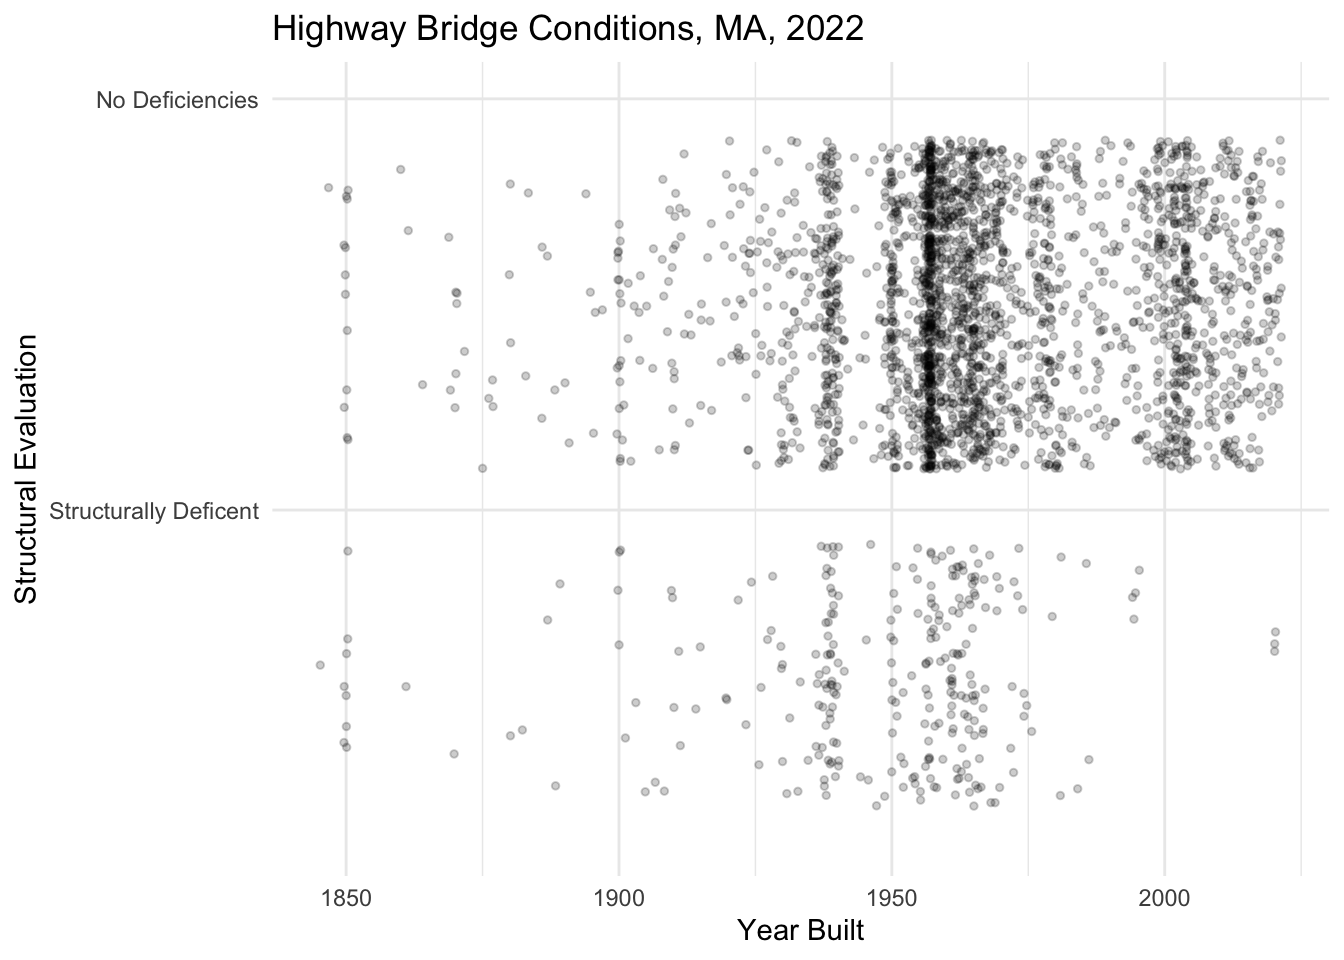 Highway Bridge Conditions, MA, 2022
No Deficiencies
Structurally Deficent
Structural Evaluation
1850 1900 1950 2000
Year Built